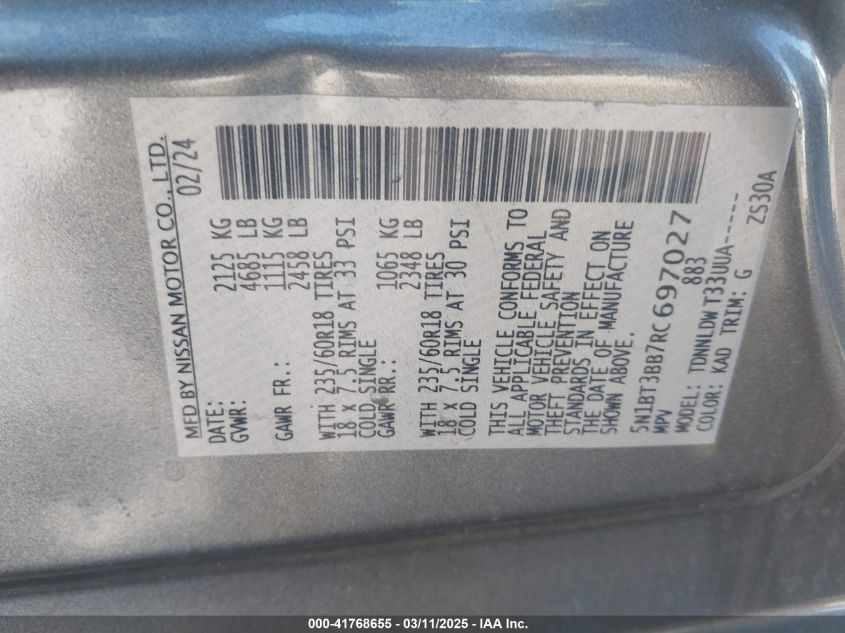 MFD BY NISSAN MOTOR CO., LTD.
DATE: 02/24
GVWR: 2125 KG
4685 LB
GAWR FR.: 1115 KG
2458 LB
WITH 235/60R18 TIRES
18 X 7.5 RIMS AT 33 PSI
COLD SINGLE
GAWR RR.: 1065 KG
2348 LB
WITH 235/60R18 TIRES
18 X 7.5 RIMS AT 30 PSI
COLD SINGLE
THIS VEHICLE CONFORMS TO
ALL APPLICABLE FEDERAL
MOTOR VEHICLE SAFETY AND
THEFT PREVENTION
STANDARDS IN EFFECT ON
THE DATE OF MANUFACTURE
SHOWN ABOVE.
5N1BT3BB7RC697027
MPV 883
MODEL: TDNNLDW T33UUA-----
COLOR: KAD TRIM: G ZS30A
000-41768655 — 03/11/2025 — IAA Inc.